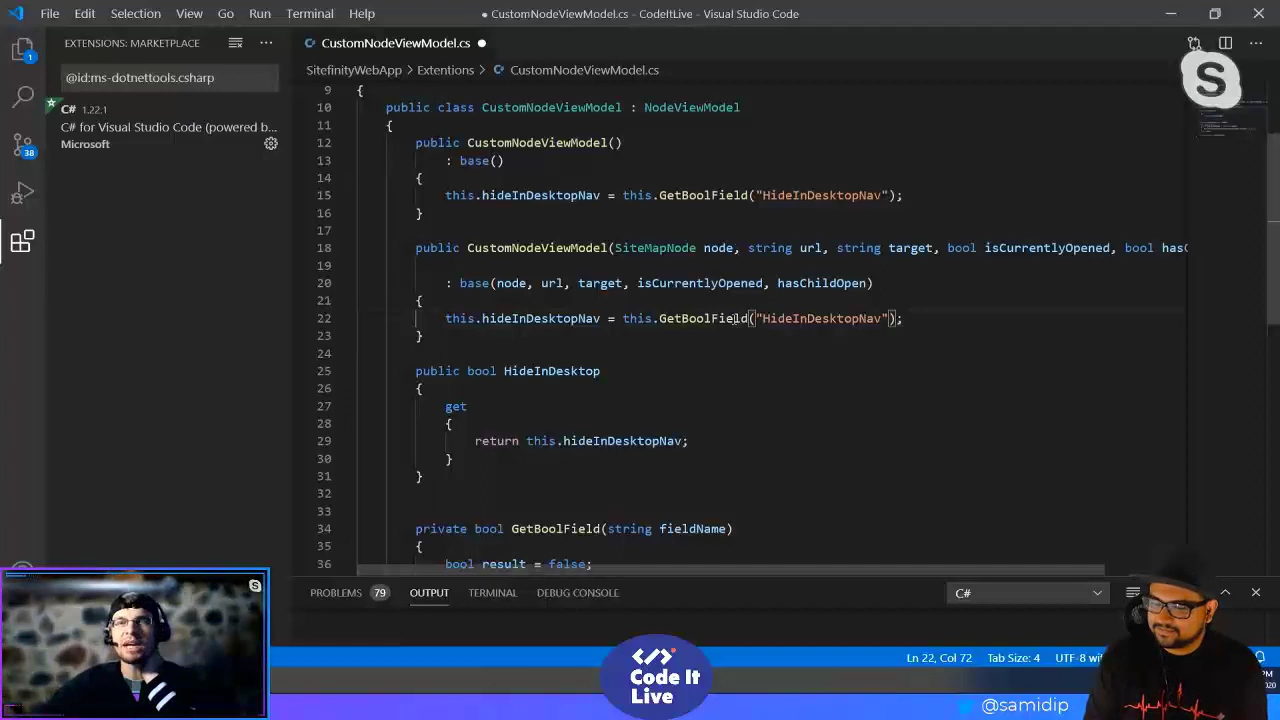 File Edit Selection View Go Run Terminal Help
● CustomNodeViewModel.cs - CodeItLive - Visual Studio Code
EXTENSIONS: MARKETPLACE
@id:ms-dotnettools.csharp
C# 1.22.1
C# for Visual Studio Code (powered b...
Microsoft
1
38
CustomNodeViewModel.cs ●
SitefinityWebApp > Extentions > CustomNodeViewModel.cs
9 {
10 public class CustomNodeViewModel : NodeViewModel
11 {
12 public CustomNodeViewModel()
13 : base()
14 {
15 this.hideInDesktopNav = this.GetBoolField("HideInDesktopNav");
16 }
17
18 public CustomNodeViewModel(SiteMapNode node, string url, string target, bool isCurrentlyOpened, bool hasC
19
20 : base(node, url, target, isCurrentlyOpened, hasChildOpen)
21 {
22 this.hideInDesktopNav = this.GetBoolField("HideInDesktopNav");
23 }
24
25 public bool HideInDesktop
26 {
27 get
28 {
29 return this.hideInDesktopNav;
30 }
31 }
32
33
34 private bool GetBoolField(string fieldName)
35 {
36 bool result = false;
PROBLEMS 79 OUTPUT TERMINAL DEBUG CONSOLE
C#
Ln 22, Col 72 Tab Size: 4 UTF-8 wi
Code It
Live
@samidip